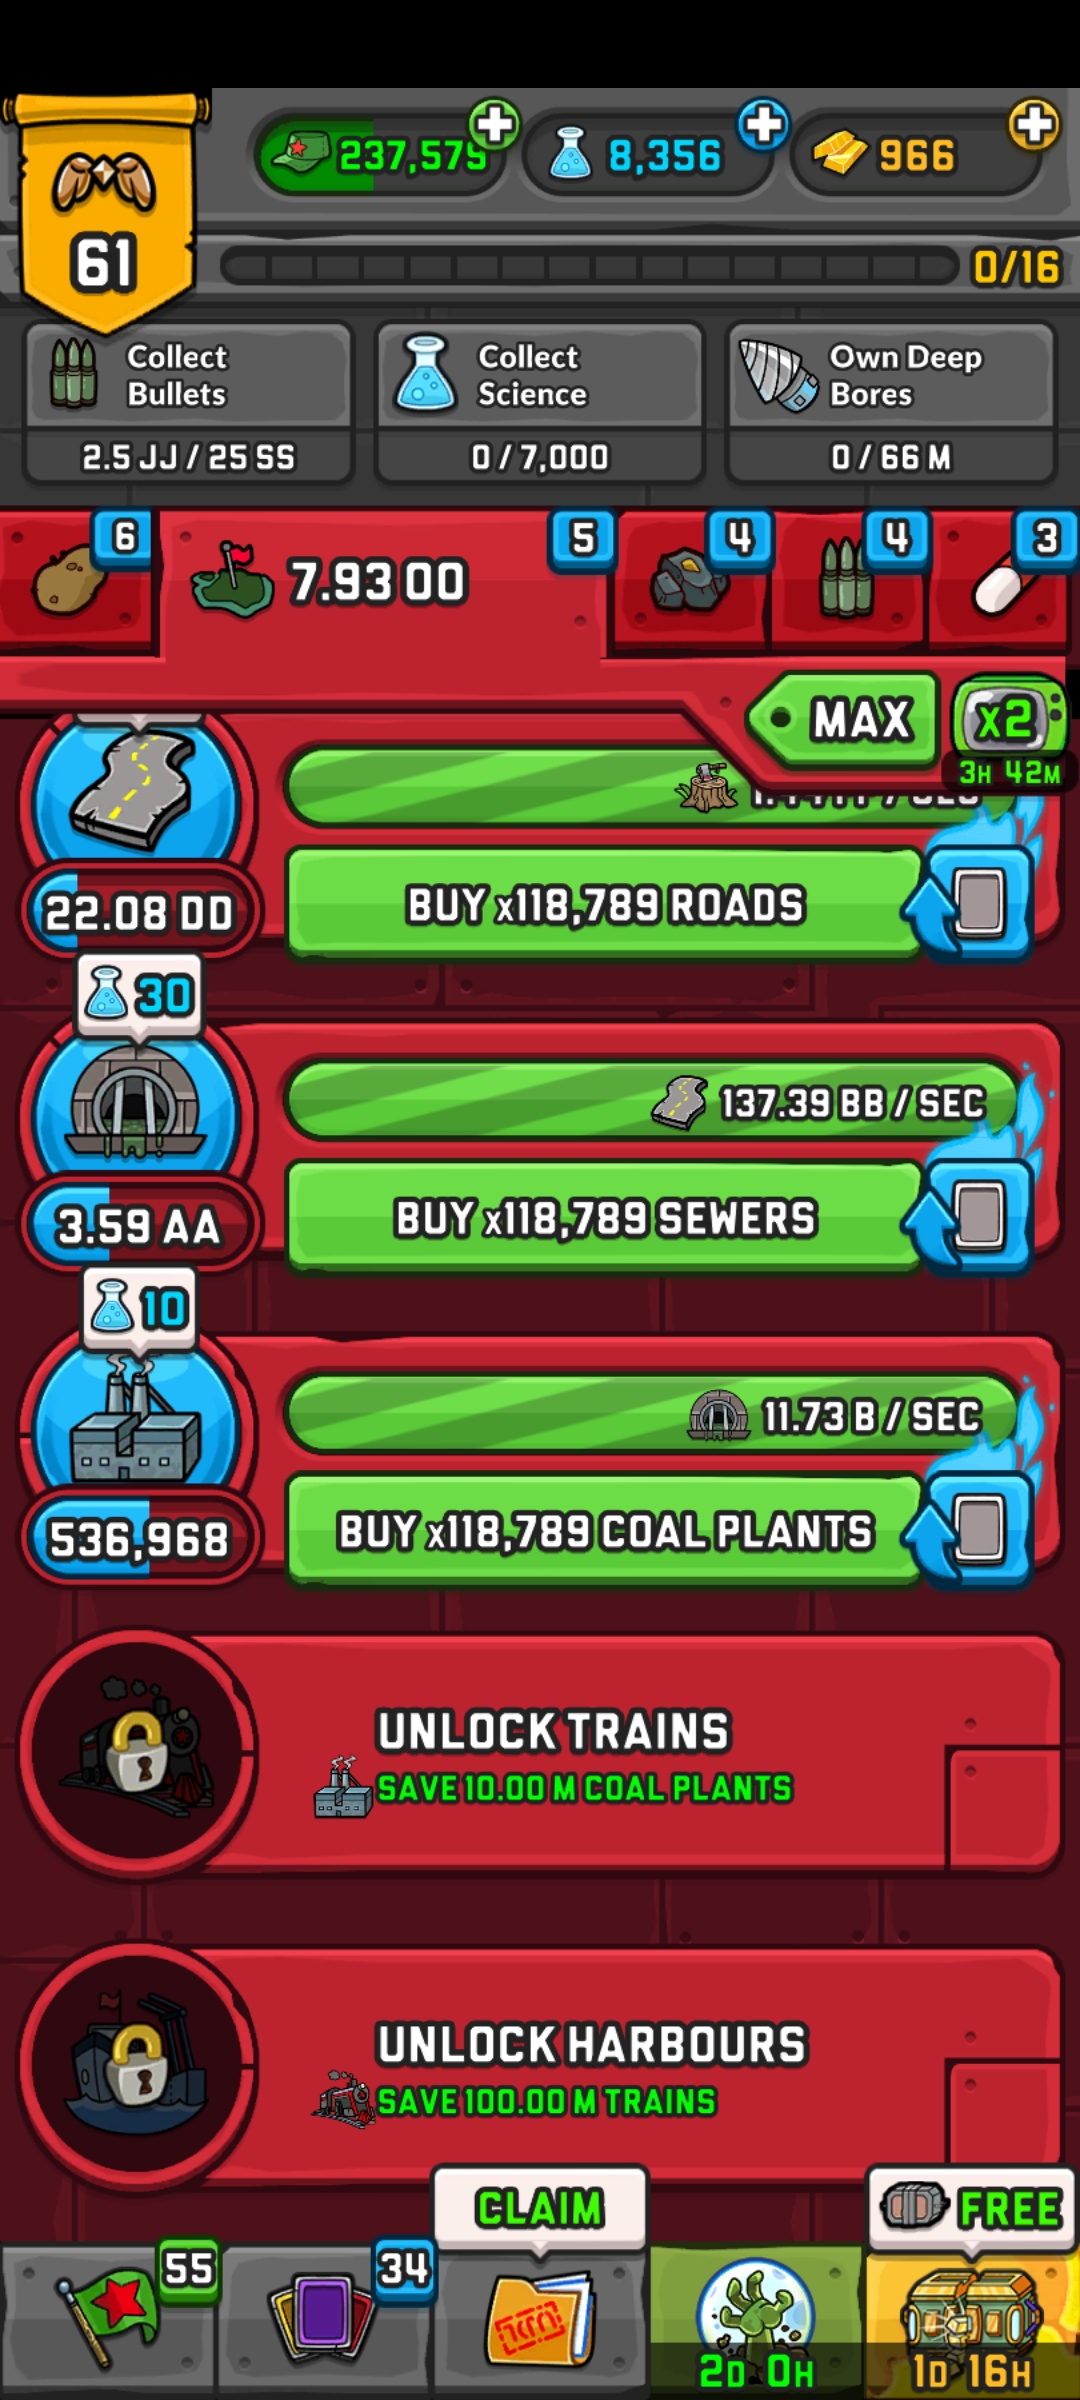 237,579
8,356
966
61
0/16
Collect
Bullets
Collect
Science
Own Deep
Bores
2.5 JJ / 25 SS
0 / 7,000
0 / 66 M
6
5
4
4
3
7.93 OO
MAX
x2
3H 42M
/ SEC
22.08 DD
BUY x118,789 ROADS
30
137.39 BB / SEC
3.59 AA
BUY x118,789 SEWERS
10
11.73 B / SEC
536,968
BUY x118,789 COAL PLANTS
UNLOCK TRAINS
SAVE 10.00 M COAL PLANTS
UNLOCK HARBOURS
SAVE 100.00 M TRAINS
CLAIM
FREE
55
34
2D 0H
1D 16H